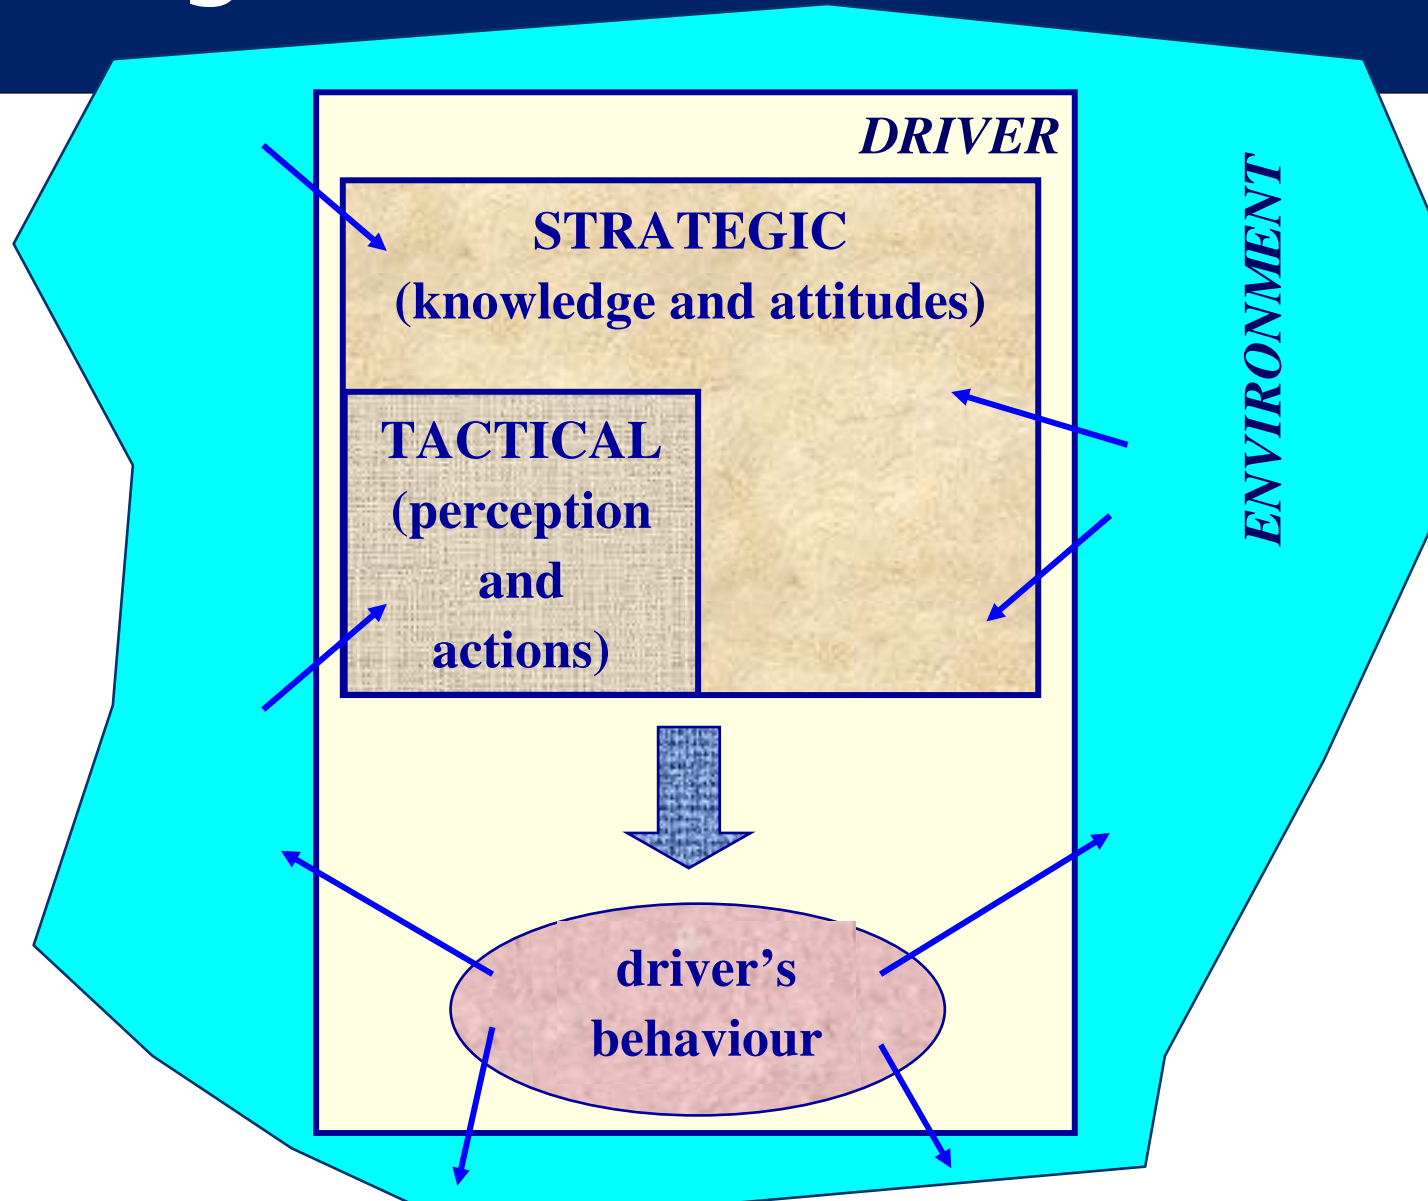 DRIVER
STRATEGIC
(knowledge and attitudes)
TACTICAL
(perception
and
actions)
ENVIRONMENT
driver’s
behaviour